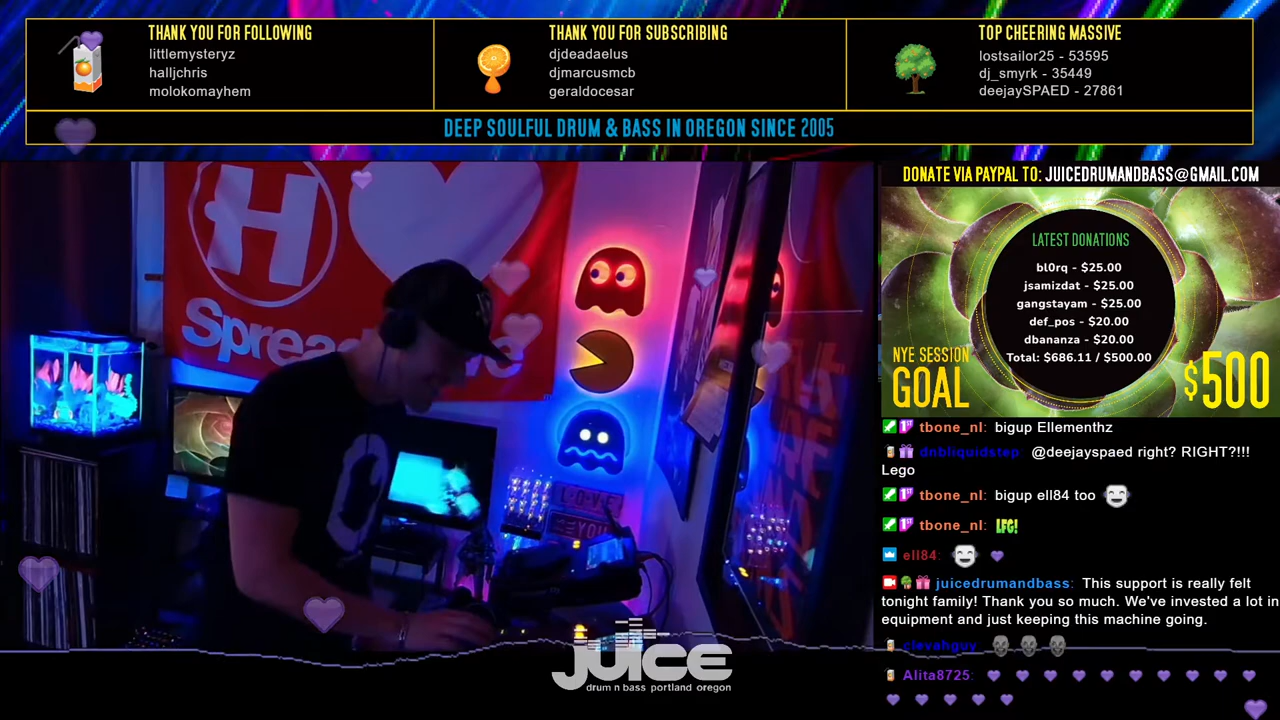 THANK YOU FOR FOLLOWING
littlemysteryz
halljchris
molokomayhem
THANK YOU FOR SUBSCRIBING
djdeadaelus
djmarcusmcb
geraldocesar
TOP CHEERING MASSIVE
lostsailor25 - 53595
dj_smyrk - 35449
deejaySPAED - 27861
DEEP SOULFUL DRUM & BASS IN OREGON SINCE 2005
DONATE VIA PAYPAL TO: JUICEDRUMANDBASS@GMAIL.COM
LATEST DONATIONS
bl0rq - $25.00
jsamizdat - $25.00
gangstayam - $25.00
def_pos - $20.00
dbananza - $20.00
Total: $686.11 / $500.00
NYE SESSION
GOAL
$500
H
Sprea
LOVE
YOU
tbone_nl: bigup Ellementhz
dnbliquidstep: @deejayspaed right? RIGHT?!!!
Lego
tbone_nl: bigup ell84 too
tbone_nl: LFG!
ell84:
juicedrumandbass: This support is really felt
tonight family! Thank you so much. We've invested a lot in
equipment and just keeping this machine going.
clevahguy
Alita8725:
JUICE
drum n bass portland oregon